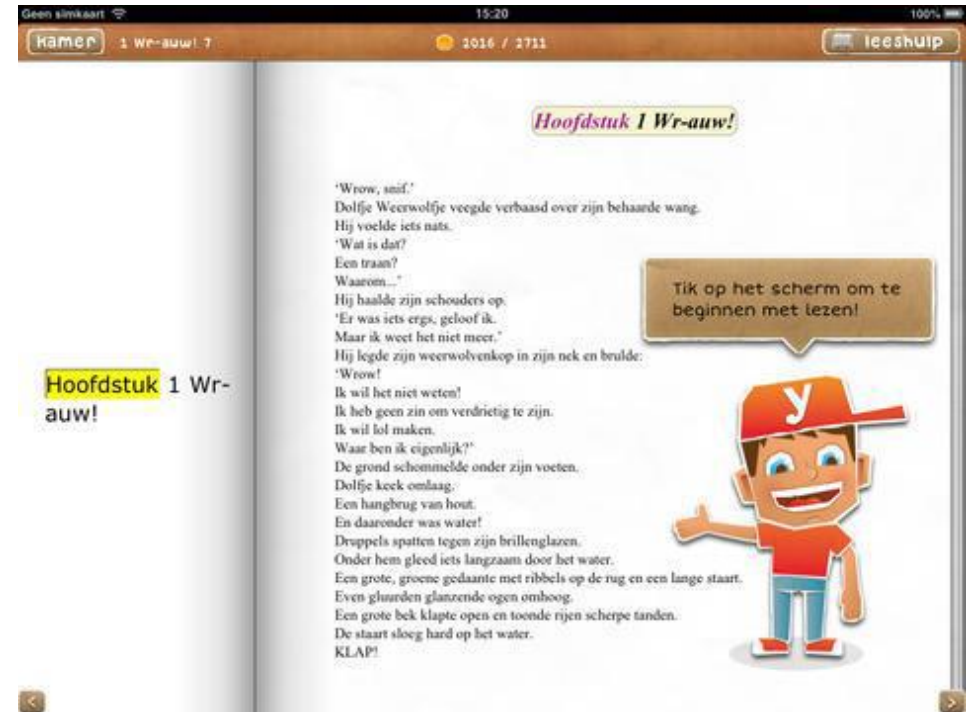 Geen simkaart 15:20 100%
Kamer 1 Wr-auw! 7 2016 / 2711 leeshulp
Hoofdstuk 1 Wr-auw!
'Wrow, snif.'
Dolfje Weerwolfje veegde verbaasd over zijn behaarde wang.
Hij voelde iets nats.
'Wat is dat?
Een traan?
Waarom...'
Hij haalde zijn schouders op.
'Er was iets ergs, geloof ik.
Maar ik weet het niet meer.'
Hij legde zijn weerwolvenkop in zijn nek en brulde:
'Wrow!
Ik wil het niet weten!
Ik heb geen zin om verdrietig te zijn.
Ik wil lol maken.
Waar ben ik eigenlijk?'
De grond schommelde onder zijn voeten.
Dolfje keek omlaag.
Een hangbrug van hout.
En daaronder was water!
Druppels spatten tegen zijn brillenglazen.
Onder hem gleed iets langzaam door het water.
Een grote, groene gedaante met ribbels op de rug en een lange staart.
Even gluurden glanzende ogen omhoog.
Een grote bek klapte open en toonde rijen scherpe tanden.
De staart sloeg hard op het water.
KLAP!
Tik op het scherm om te
beginnen met lezen!
y
Hoofdstuk 1 Wr-
auw!